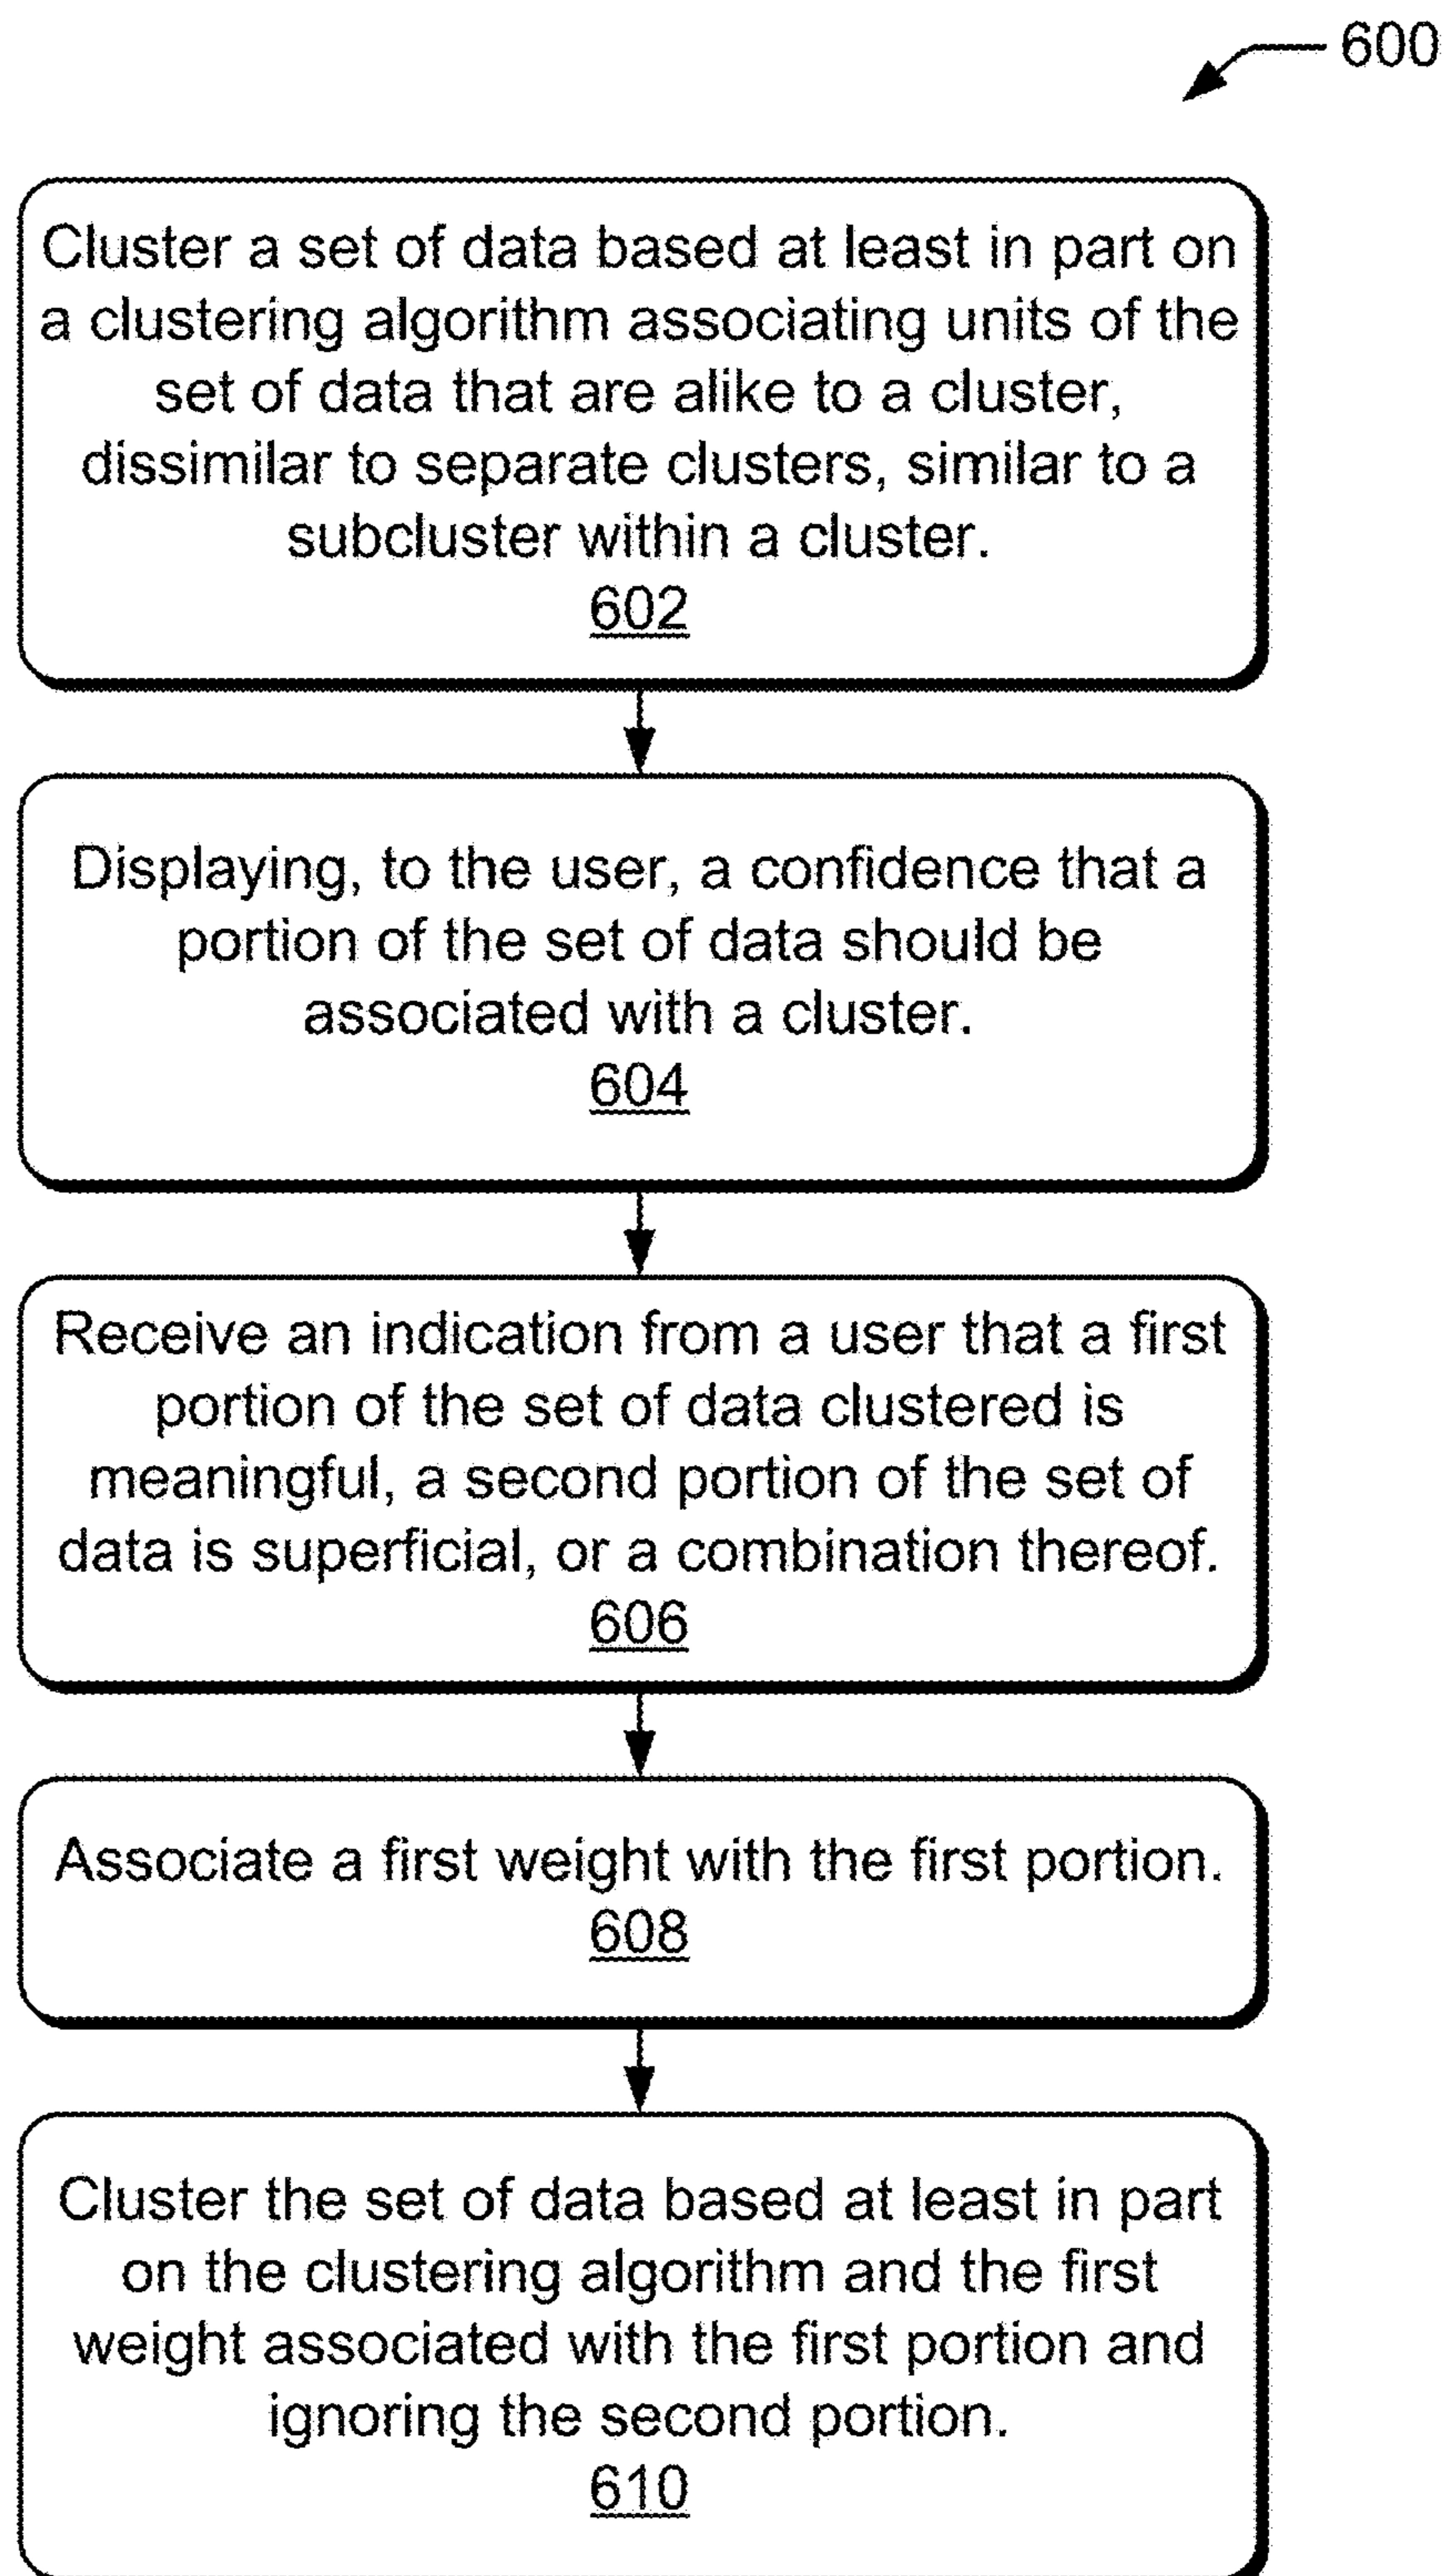 600
Cluster a set of data based at least in part on
a clustering algorithm associating units of the
set of data that are alike to a cluster,
dissimilar to separate clusters, similar to a
subcluster within a cluster.
602
Displaying, to the user, a confidence that a
portion of the set of data should be
associated with a cluster.
604
Receive an indication from a user that a first
portion of the set of data clustered is
meaningful, a second portion of the set of
data is superficial, or a combination thereof.
606
Associate a first weight with the first portion.
608
Cluster the set of data based at least in part
on the clustering algorithm and the first
weight associated with the first portion and
ignoring the second portion.
610